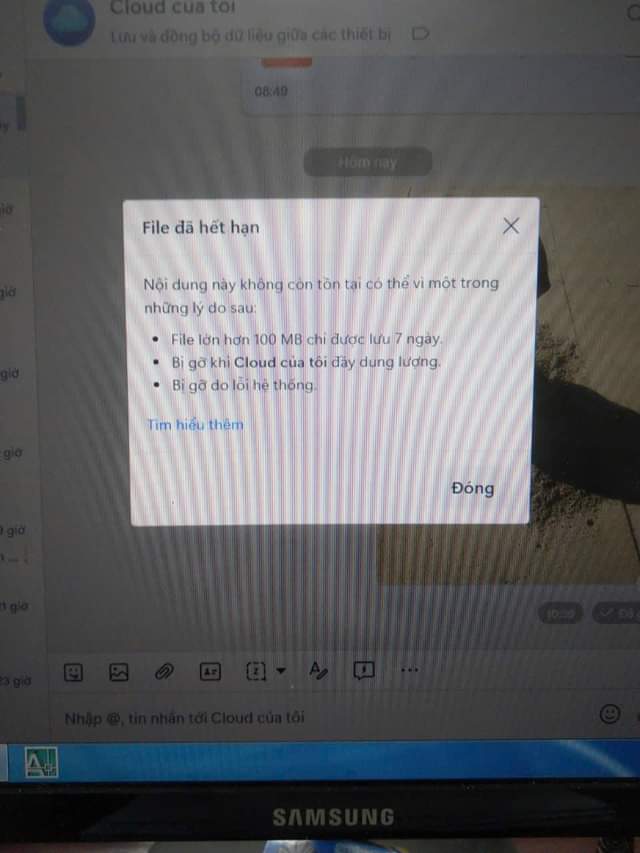 Cloud của tôi
Lưu và đồng bộ dữ liệu giữa các thiết bị
08:49
Hôm nay
File đã hết hạn
Nội dung này không còn tồn tại có thể vì một trong
những lý do sau:
File lớn hơn 100 MB chỉ được lưu 7 ngày.
Bị gỡ khi Cloud của tôi đầy dung lượng.
Bị gỡ do lỗi hệ thống.
Tìm hiểu thêm
Đóng
giờ
giờ
giờ
giờ
giờ
giờ
23 giờ
Nhập @, tin nhắn tới Cloud của tôi
SAMSUNG